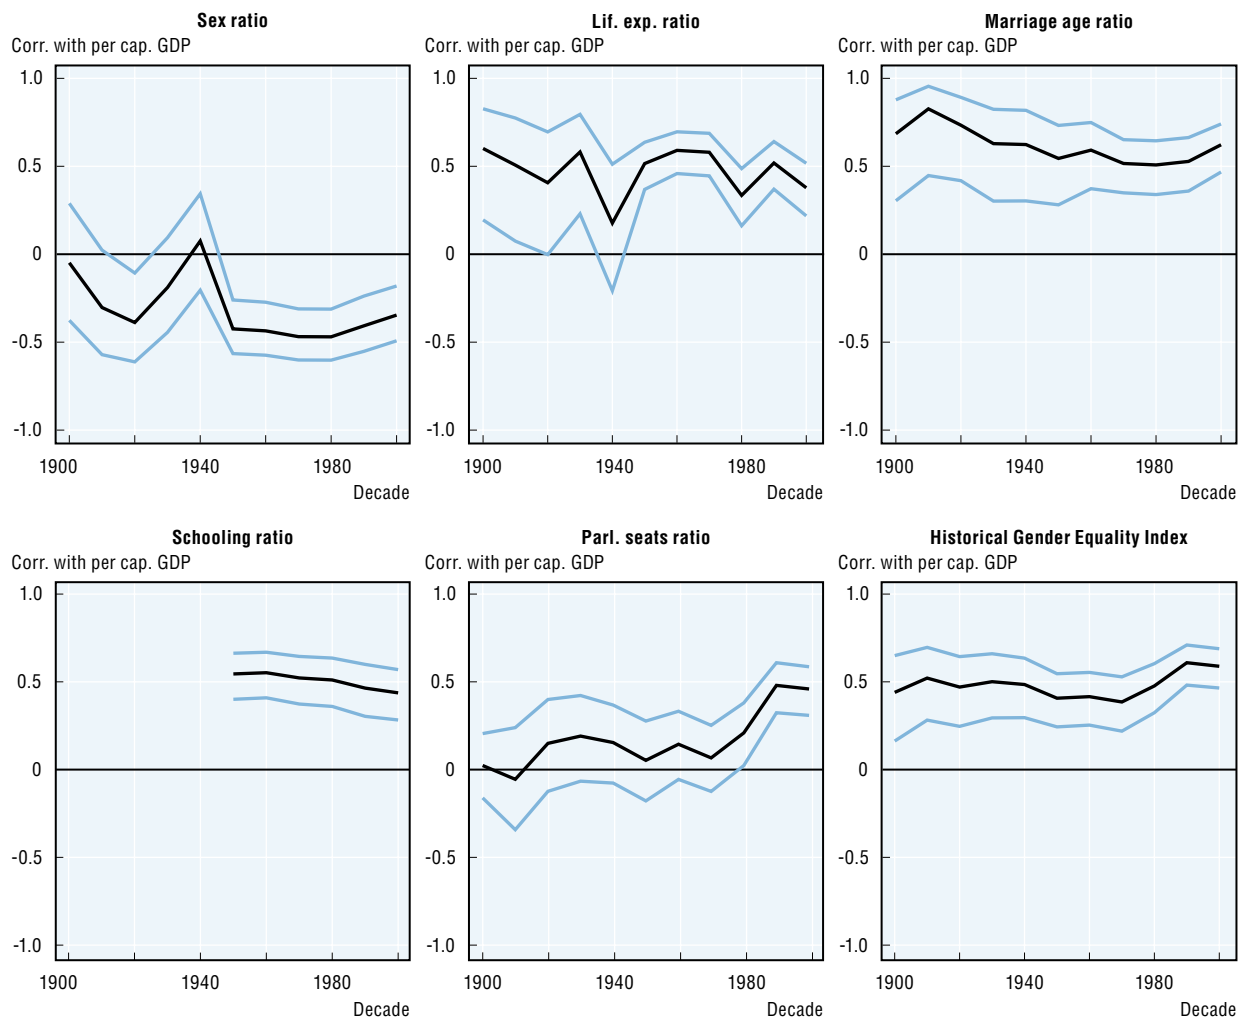 Sex ratio
Corr. with per cap. GDP
1.0
0.5
0
-0.5
-1.0
1900 1940 1980
Decade
Lif. exp. ratio
Corr. with per cap. GDP
1.0
0.5
0
-0.5
-1.0
1900 1940 1980
Decade
Marriage age ratio
Corr. with per cap. GDP
1.0
0.5
0
-0.5
-1.0
1900 1940 1980
Decade
Schooling ratio
Corr. with per cap. GDP
1.0
0.5
0
-0.5
-1.0
1900 1940 1980
Decade
Parl. seats ratio
Corr. with per cap. GDP
1.0
0.5
0
-0.5
-1.0
1900 1940 1980
Decade
Historical Gender Equality Index
Corr. with per cap. GDP
1.0
0.5
0
-0.5
-1.0
1900 1940 1980
Decade